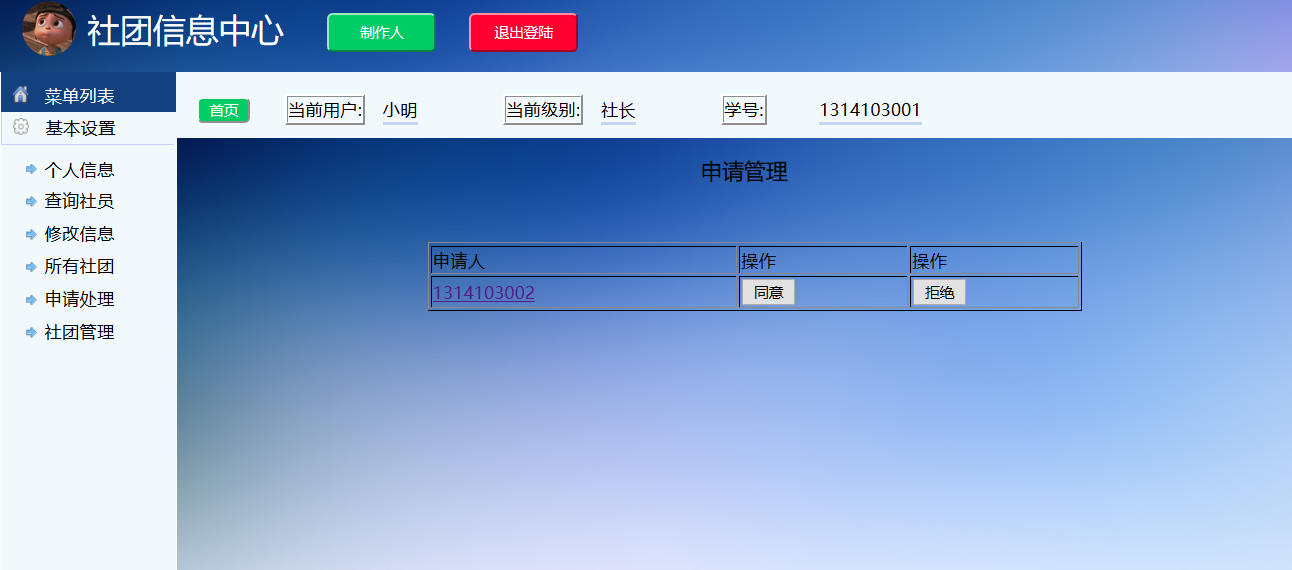 社团信息中心 制作人 退出登陆
菜单列表
首页 当前用户: 小明 当前级别: 社长 学号: 1314103001
基本设置
个人信息
查询社员
修改信息
所有社团
申请处理
社团管理
申请管理
申请人 操作 操作
1314103002 同意 拒绝